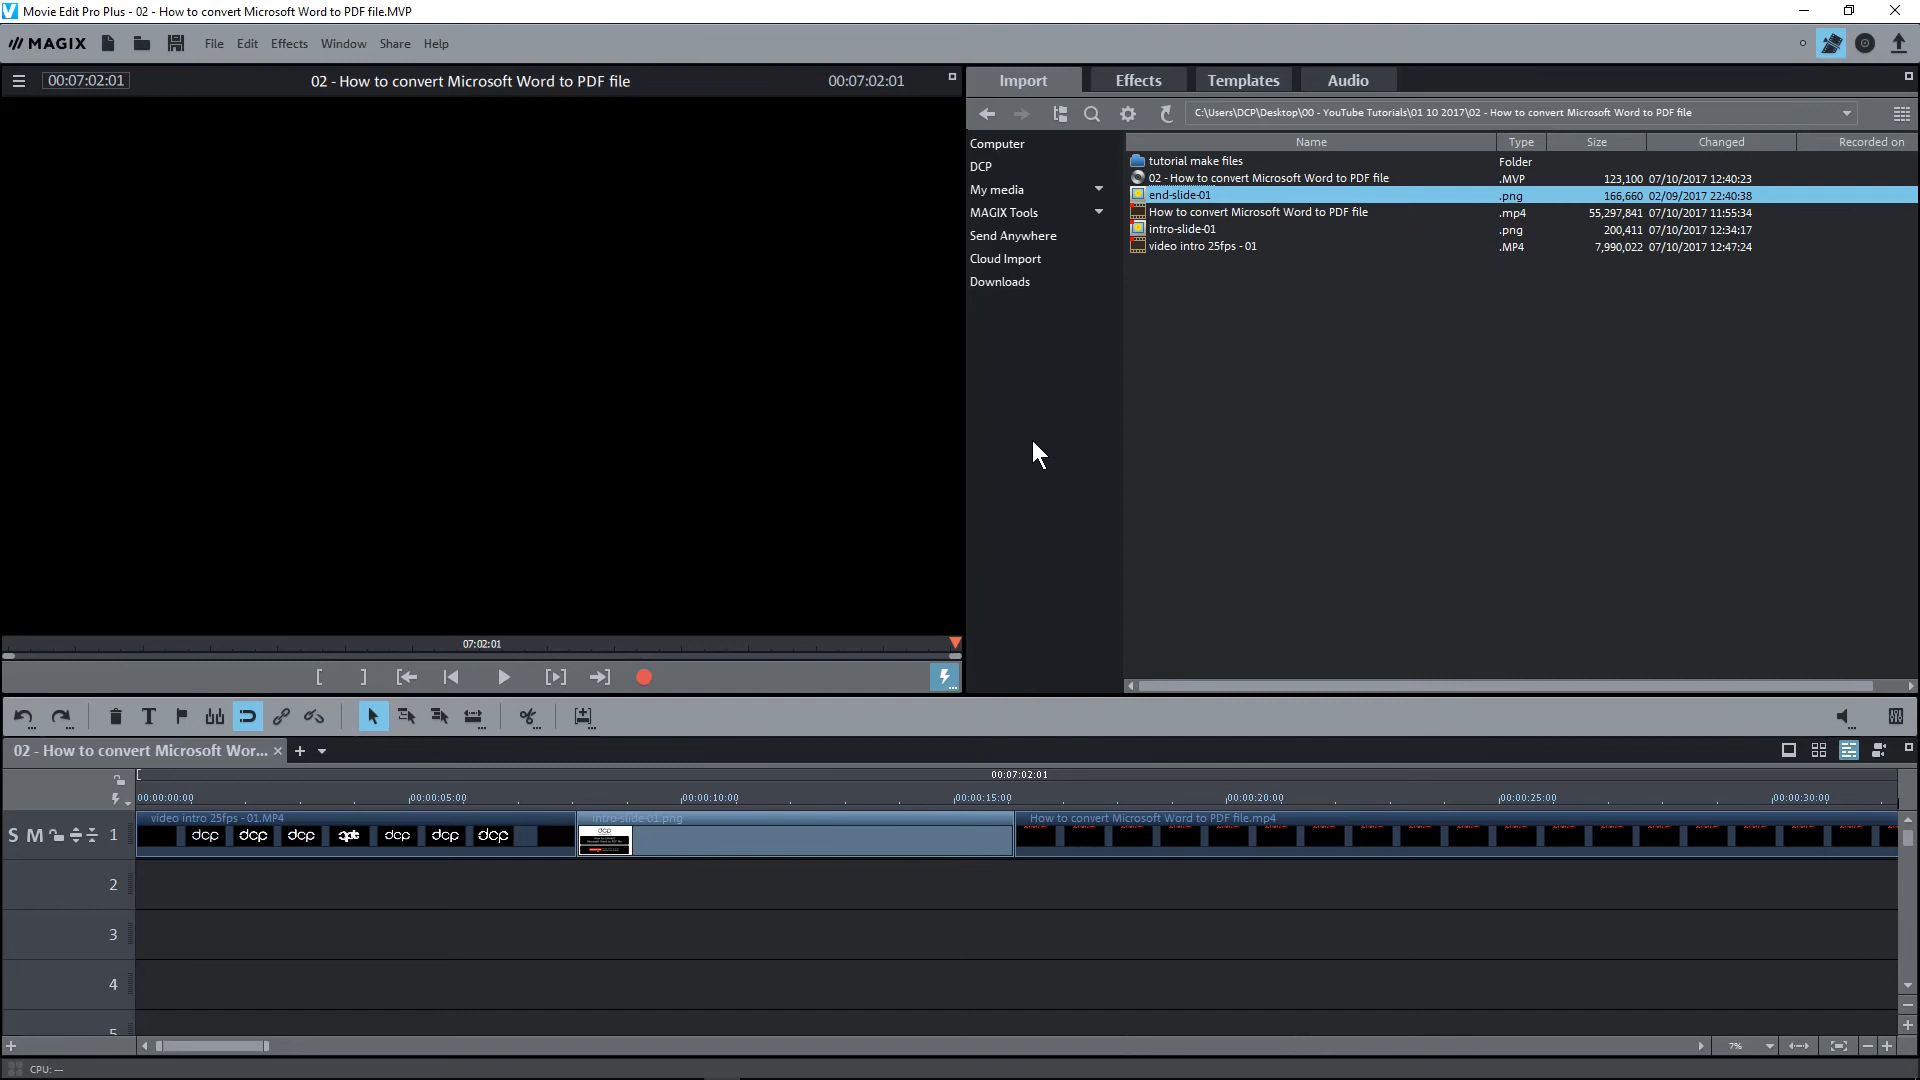 Movie Edit Pro Plus - 02 - How to convert Microsoft Word to PDF file.MVP
MAGIX File Edit Effects Window Share Help
00:07:02:01 02 - How to convert Microsoft Word to PDF file 00:07:02:01
Import Effects Templates Audio
C:\Users\DCP\Desktop\00 - YouTube Tutorials\01 10 2017\02 - How to convert Microsoft Word to PDF file
Computer
DCP
My media
MAGIX Tools
Send Anywhere
Cloud Import
Downloads
Name Type Size Changed Recorded on
tutorial make files Folder
02 - How to convert Microsoft Word to PDF file .MVP 123,100 07/10/2017 12:40:23
end-slide-01 .png 166,660 02/09/2017 22:40:38
How to convert Microsoft Word to PDF file .mp4 55,297,841 07/10/2017 11:55:34
intro-slide-01 .png 200,411 07/10/2017 12:34:17
video intro 25fps - 01 .MP4 7,990,022 07/10/2017 12:47:24
07:02:01
02 - How to convert Microsoft Wor...
00:07:02:01
00:00:00:00 00:00:05:00 00:00:10:00 00:00:15:00 00:00:20:00 00:00:25:00 00:00:30:00
video intro 25fps - 01.MP4 intro-slide-01.png How to convert Microsoft Word to PDF file.mp4
S M 1 dcp dcp dcp dcp dcp dcp dcp
2
3
4
5
7%
CPU: —